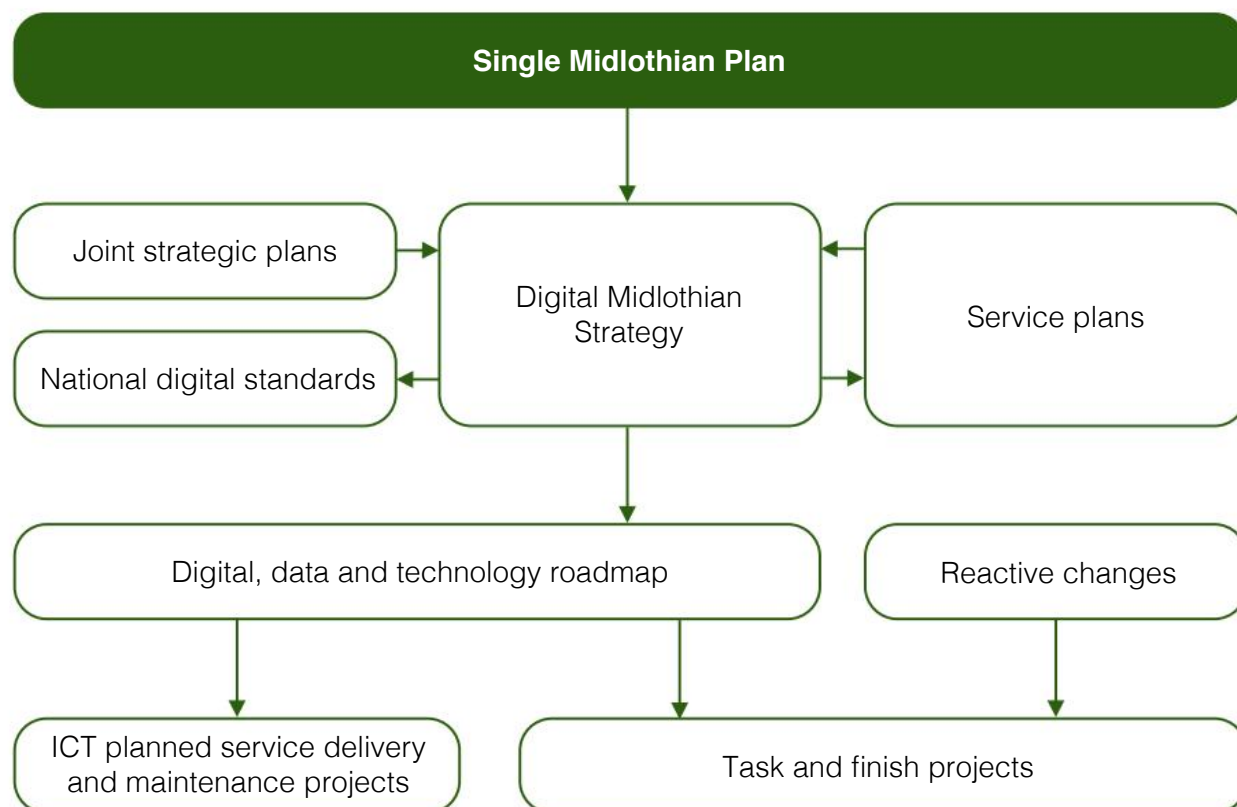 Single Midlothian Plan
Joint strategic plans
Digital Midlothian
Strategy
Service plans
National digital standards
Digital, data and technology roadmap
Reactive changes
ICT planned service delivery
and maintenance projects
Task and finish projects